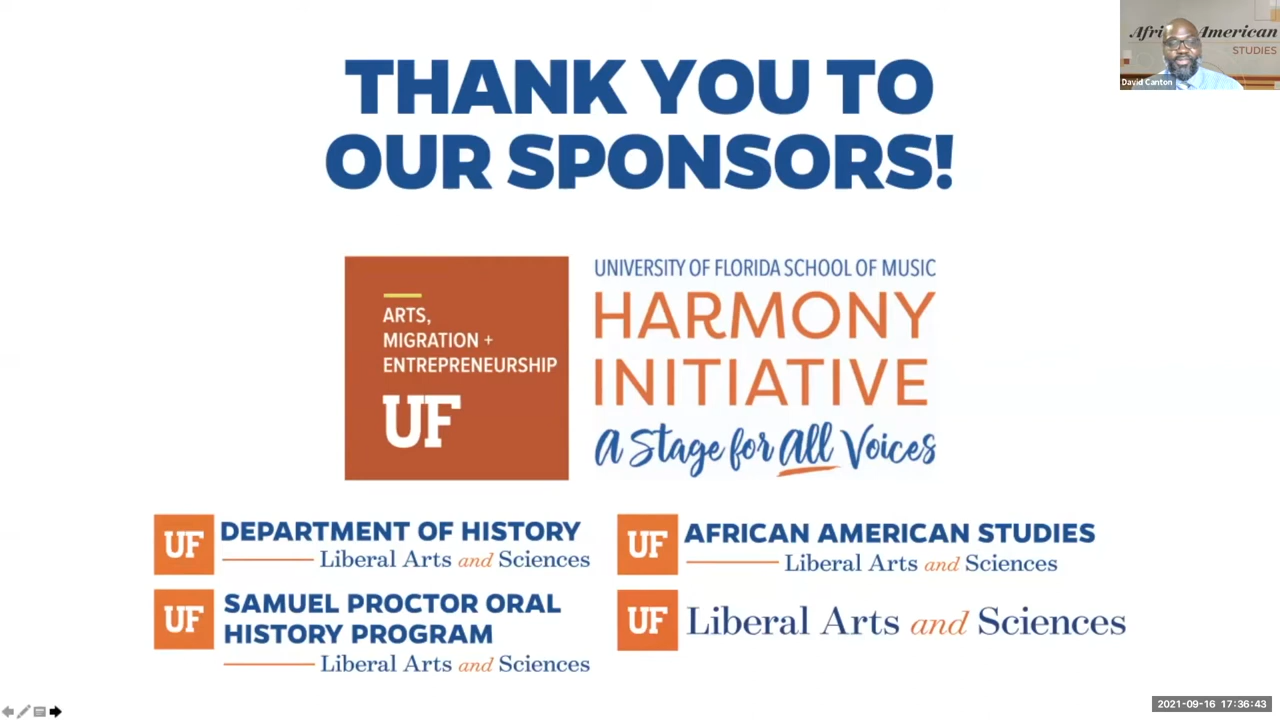 THANK YOU TO
OUR SPONSORS!
African American
STUDIES
David Canton
ARTS,
MIGRATION +
ENTREPRENEURSHIP
UF
UNIVERSITY OF FLORIDA SCHOOL OF MUSIC
HARMONY
INITIATIVE
A Stage for All Voices
UF DEPARTMENT OF HISTORY
Liberal Arts and Sciences
UF AFRICAN AMERICAN STUDIES
Liberal Arts and Sciences
UF SAMUEL PROCTOR ORAL
HISTORY PROGRAM
Liberal Arts and Sciences
UF Liberal Arts and Sciences
2021-09-16 17:36:43